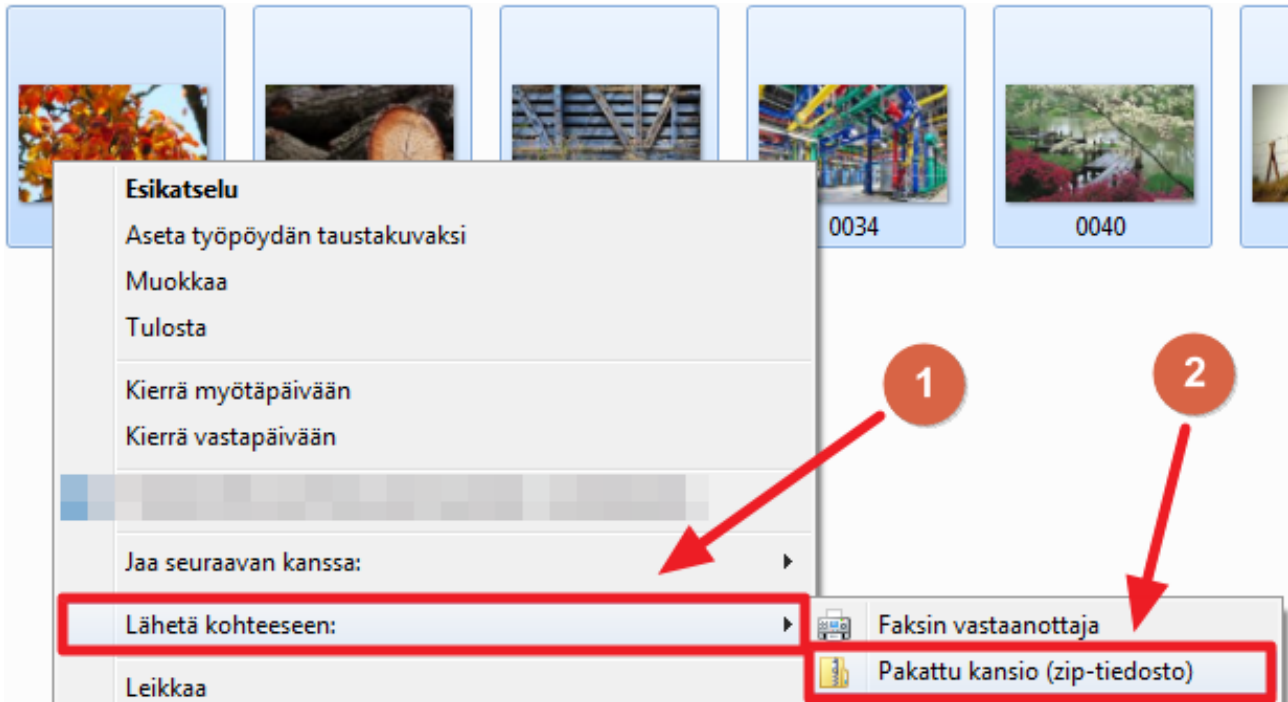 0034
0040
Esikatselu
Aseta työpöydän taustakuvaksi
Muokkaa
Tulosta
Kierrä myötäpäivään
Kierrä vastapäivään
1
2
Jaa seuraavan kanssa:
Lähetä kohteeseen:
Faksin vastaanottaja
Pakattu kansio (zip-tiedosto)
Leikkaa